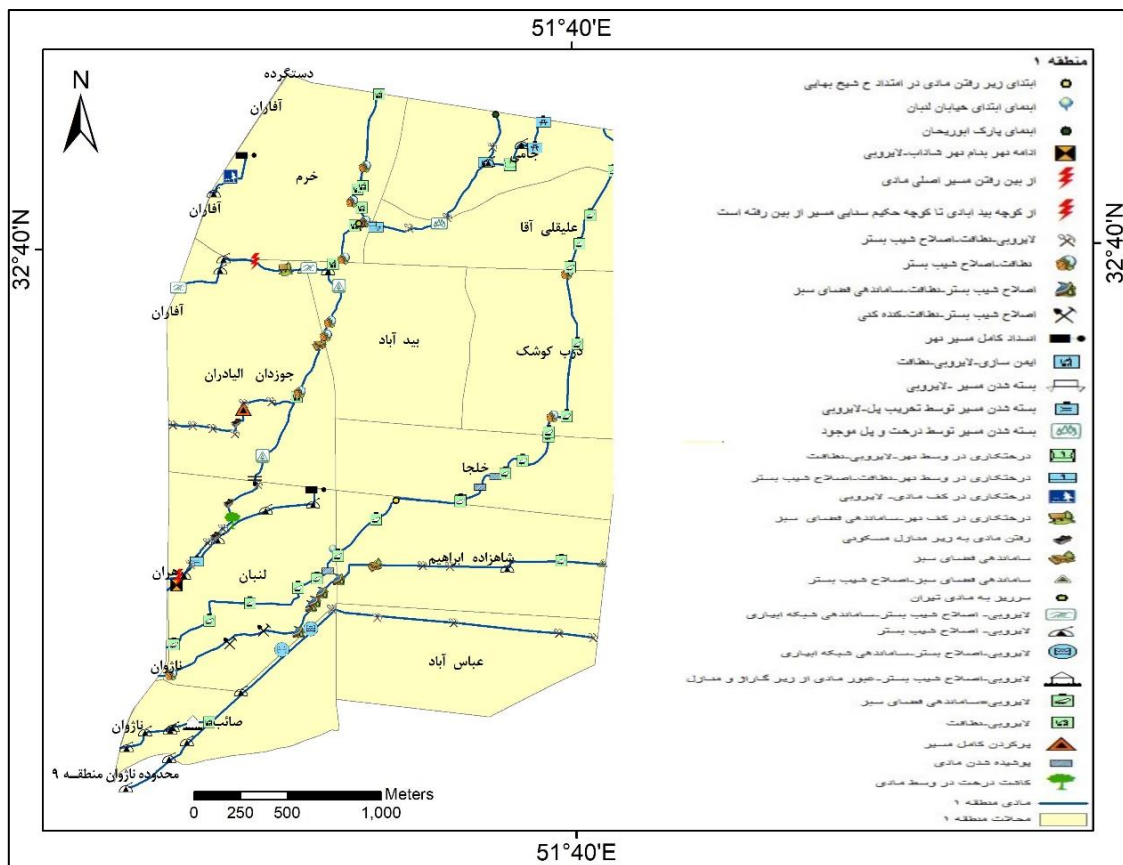 51°40'E
N
32°40'N
32°40'N
دستگرده
آفاران
خرم
آفاران
جامی
علیقلی آقا
آفاران
بید آباد
درب کوشک
جوزدان الیادران
خلجا
شاهزاده ابراهیم
لنبان
ناژوان
عباس آباد
صائب
ناژوان
محدوده ناژوان منطقه ۹
Meters
0 250 500 1,000
51°40'E
منطقه ۱
ابتدای زیر رفتن مادی در امتداد خ شیخ بهایی
ابنمای ابتدای خیابان لنبان
ابنمای پارک ابوریحان
ادامه نهر بنام نهر شاداب-لایروبی
از بین رفتن مسیر اصلی مادی
از کوچه بید ابادی تا کوچه حکیم سدایی مسیر از بین رفته است
لایروبی-نظافت-اصلاح شیب بستر
نظافت-اصلاح شیب بستر
اصلاح شیب بستر-نظافت-ساماندهی فضای سبز
اصلاح شیب بستر-نظافت-کنده کنی
انسداد کامل مسیر نهر
ایمن سازی-لایروبی-نظافت
بسته شدن مسیر -لایروبی
بسته شدن مسیر توسط تخریب پل-لایروبی
بسته شدن مسیر توسط درخت و پل موجود
درختکاری در وسط نهر-لایروبی-نظافت
درختکاری در وسط نهر-نظافت-اصلاح شیب بستر
درختکاری در کف مادی- لایروبی
درختکاری در کف نهر-ساماندهی فضای سبز
رفتن مادی به زیر منازل مسکونی
ساماندهی فضای سبز
ساماندهی فضای سبز-اصلاح شیب بستر
سرریز به مادی تیران
لایروبی- اصلاح شیب بستر-ساماندهی شبکه ابیاری
لایروبی- اصلاح شیب بستر
لایروبی-اصلاح بستر-ساماندهی شبکه ابیاری
لایروبی-اصلاح شیب بستر-عبور مادی از زیر گاراژ و منازل
لایروبی-ساماندهی فضای سبز
لایروبی-نظافت
پرکردن کامل مسیر
پوشیده شدن مادی
کاشت درخت در وسط مادی
مادی منطقه ۱
محلات منطقه ۱